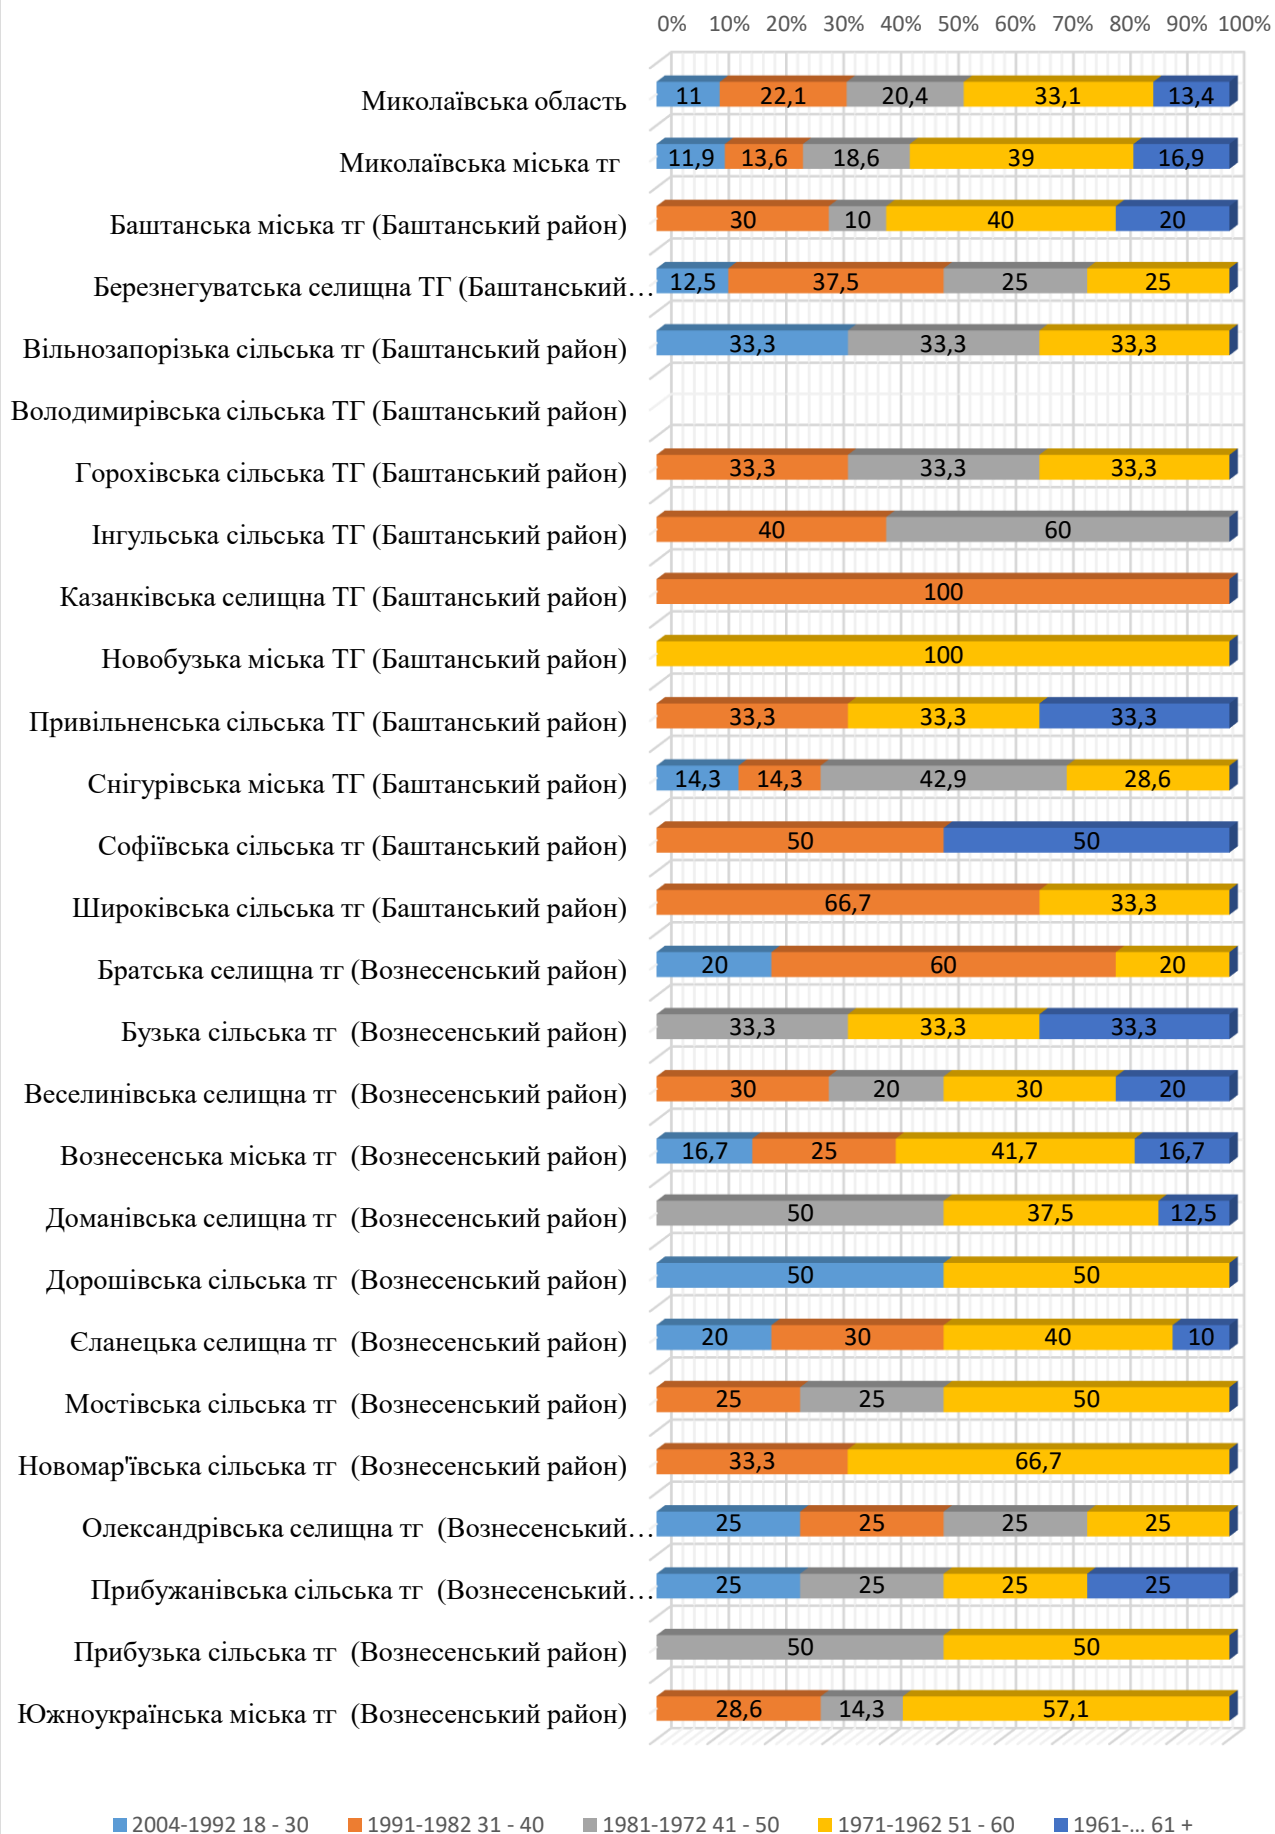 0% 10% 20% 30% 40% 50% 60% 70% 80% 90% 100%
Миколаївська область 11 22,1 20,4 33,1 13,4
Миколаївська міська тг 11,9 13,6 18,6 39 16,9
Баштанська міська тг (Баштанський район) 30 10 40 20
Березнегуватська селищна ТГ (Баштанський… 12,5 37,5 25 25
Вільнозапорізька сільська тг (Баштанський район) 33,3 33,3 33,3
Володимирівська сільська ТГ (Баштанський район)
Горохівська сільська ТГ (Баштанський район) 33,3 33,3 33,3
Інгульська сільська ТГ (Баштанський район) 40 60
Казанківська селищна ТГ (Баштанський район) 100
Новобузька міська ТГ (Баштанський район) 100
Привільненська сільська ТГ (Баштанський район) 33,3 33,3 33,3
Снігурівська міська ТГ (Баштанський район) 14,3 14,3 42,9 28,6
Софіївська сільська тг (Баштанський район) 50 50
Широківська сільська тг (Баштанський район) 66,7 33,3
Братська селищна тг (Вознесенський район) 20 60 20
Бузька сільська тг (Вознесенський район) 33,3 33,3 33,3
Веселинівська селищна тг (Вознесенський район) 30 20 30 20
Вознесенська міська тг (Вознесенський район) 16,7 25 41,7 16,7
Доманівська селищна тг (Вознесенський район) 50 37,5 12,5
Дорошівська сільська тг (Вознесенський район) 50 50
Єланецька селищна тг (Вознесенський район) 20 30 40 10
Мостівська сільська тг (Вознесенський район) 25 25 50
Новомар'ївська сільська тг (Вознесенський район) 33,3 66,7
Олександрівська селищна тг (Вознесенський… 25 25 25 25
Прибужанівська сільська тг (Вознесенський… 25 25 25 25
Прибузька сільська тг (Вознесенський район) 50 50
Южноукраїнська міська тг (Вознесенський район) 28,6 14,3 57,1
2004-1992 18 - 30 1991-1982 31 - 40 1981-1972 41 - 50 1971-1962 51 - 60 1961-... 61 +